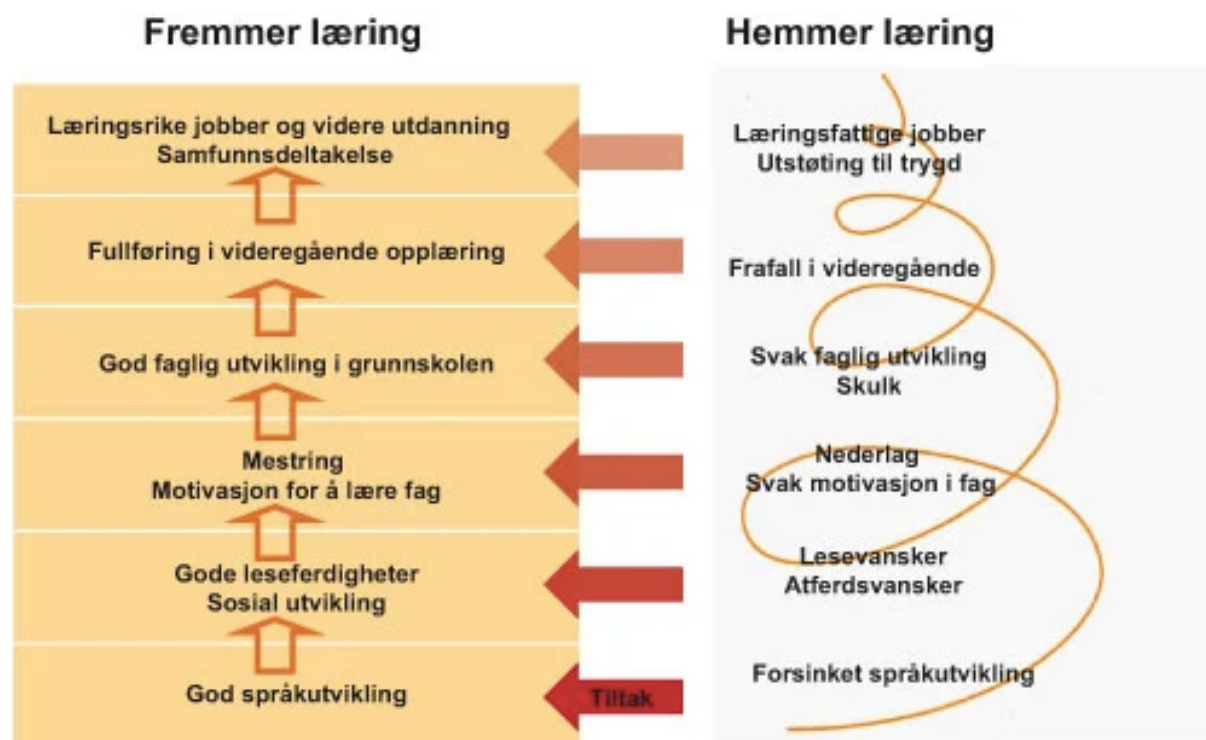 Fremmer læring
Læringsrike jobber og videre utdanning
Samfunnsdeltakelse
Fullføring i videregående opplæring
God faglig utvikling i grunnskolen
Mestring
Motivasjon for å lære fag
Gode leseferdigheter
Sosial utvikling
God språkutvikling
Tiltak
Hemmer læring
Læringsfattige jobber
Utstøting til trygd
Frafall i videregående
Svak faglig utvikling
Skulk
Nederlag
Svak motivasjon i fag
Lesevansker
Atferdsvansker
Forsinket språkutvikling